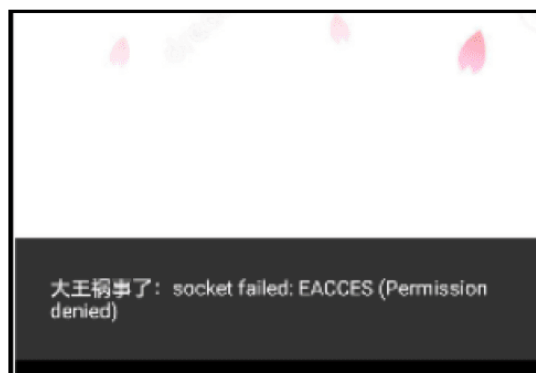 大王祸事了：socket failed: EACCES (Permission
denied)